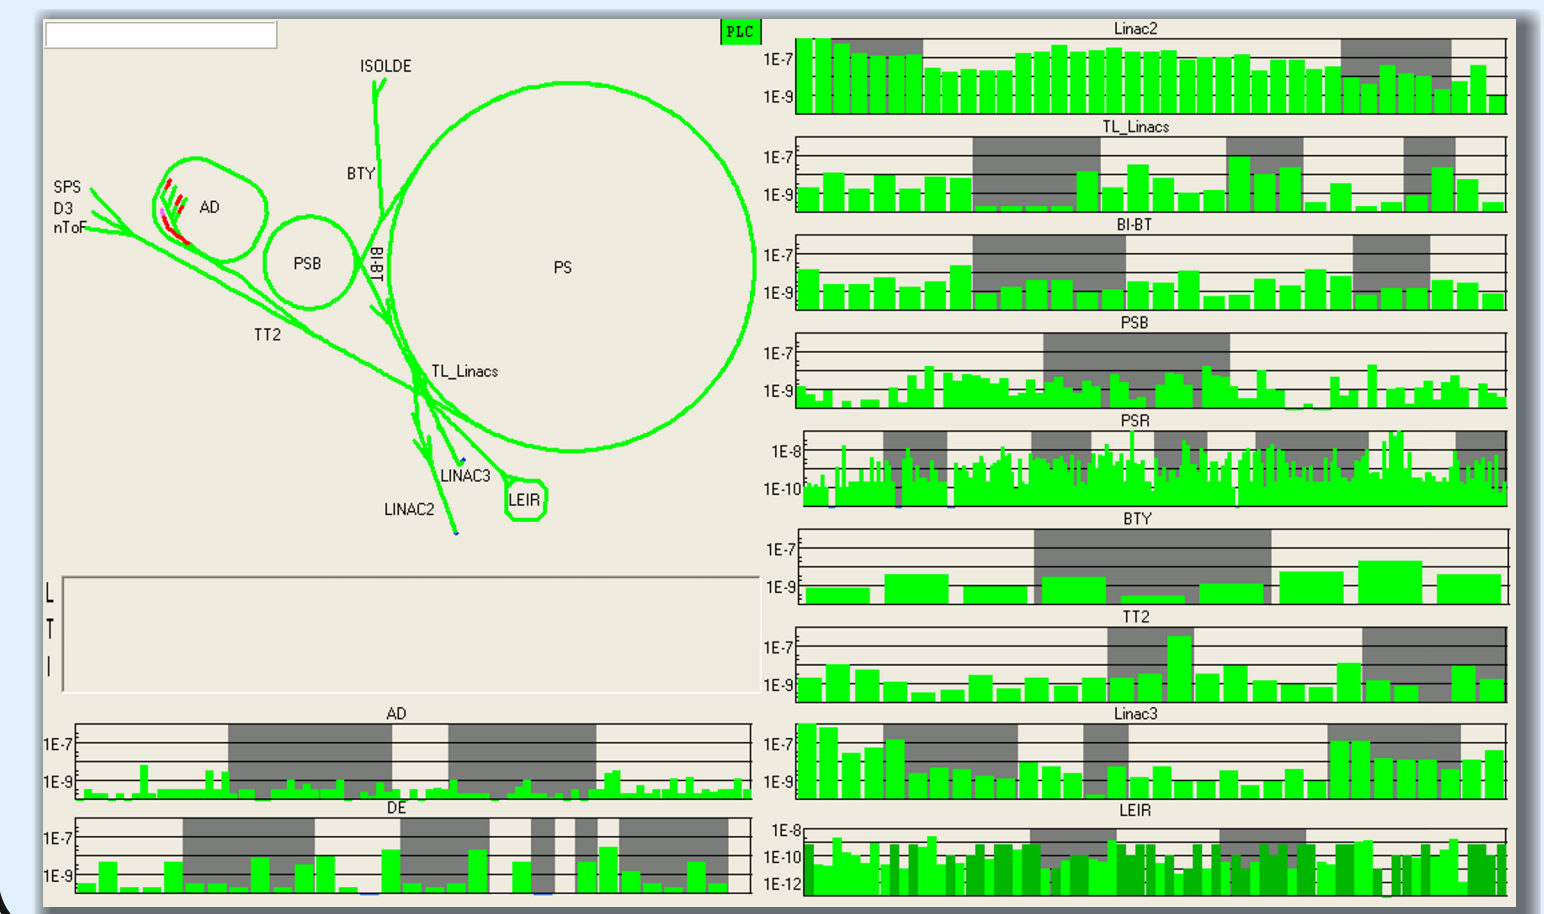 PLC
ISOLDE
BTY
SPS
D3
nToF
AD
PSB
BI-BT
PS
TT2
TL_Linacs
LINAC3
LINAC2
LEIR
L
T
I
AD
1E-7
1E-9
DE
1E-7
1E-9
Linac2
1E-7
1E-9
TL_Linacs
1E-7
1E-9
BI-BT
1E-7
1E-9
PSB
1E-7
1E-9
PSR
1E-8
1E-10
BTY
1E-7
1E-9
TT2
1E-7
1E-9
Linac3
1E-7
1E-9
LEIR
1E-8
1E-10
1E-12